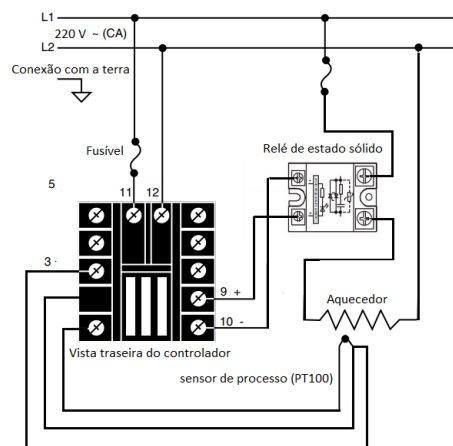 L1
220 V ~ (CA)
L2
Conexão com a terra
Fusível
Relé de estado sólido
5
11
12
3
9 +
10 -
Aquecedor
Vista traseira do controlador
sensor de processo (PT100)